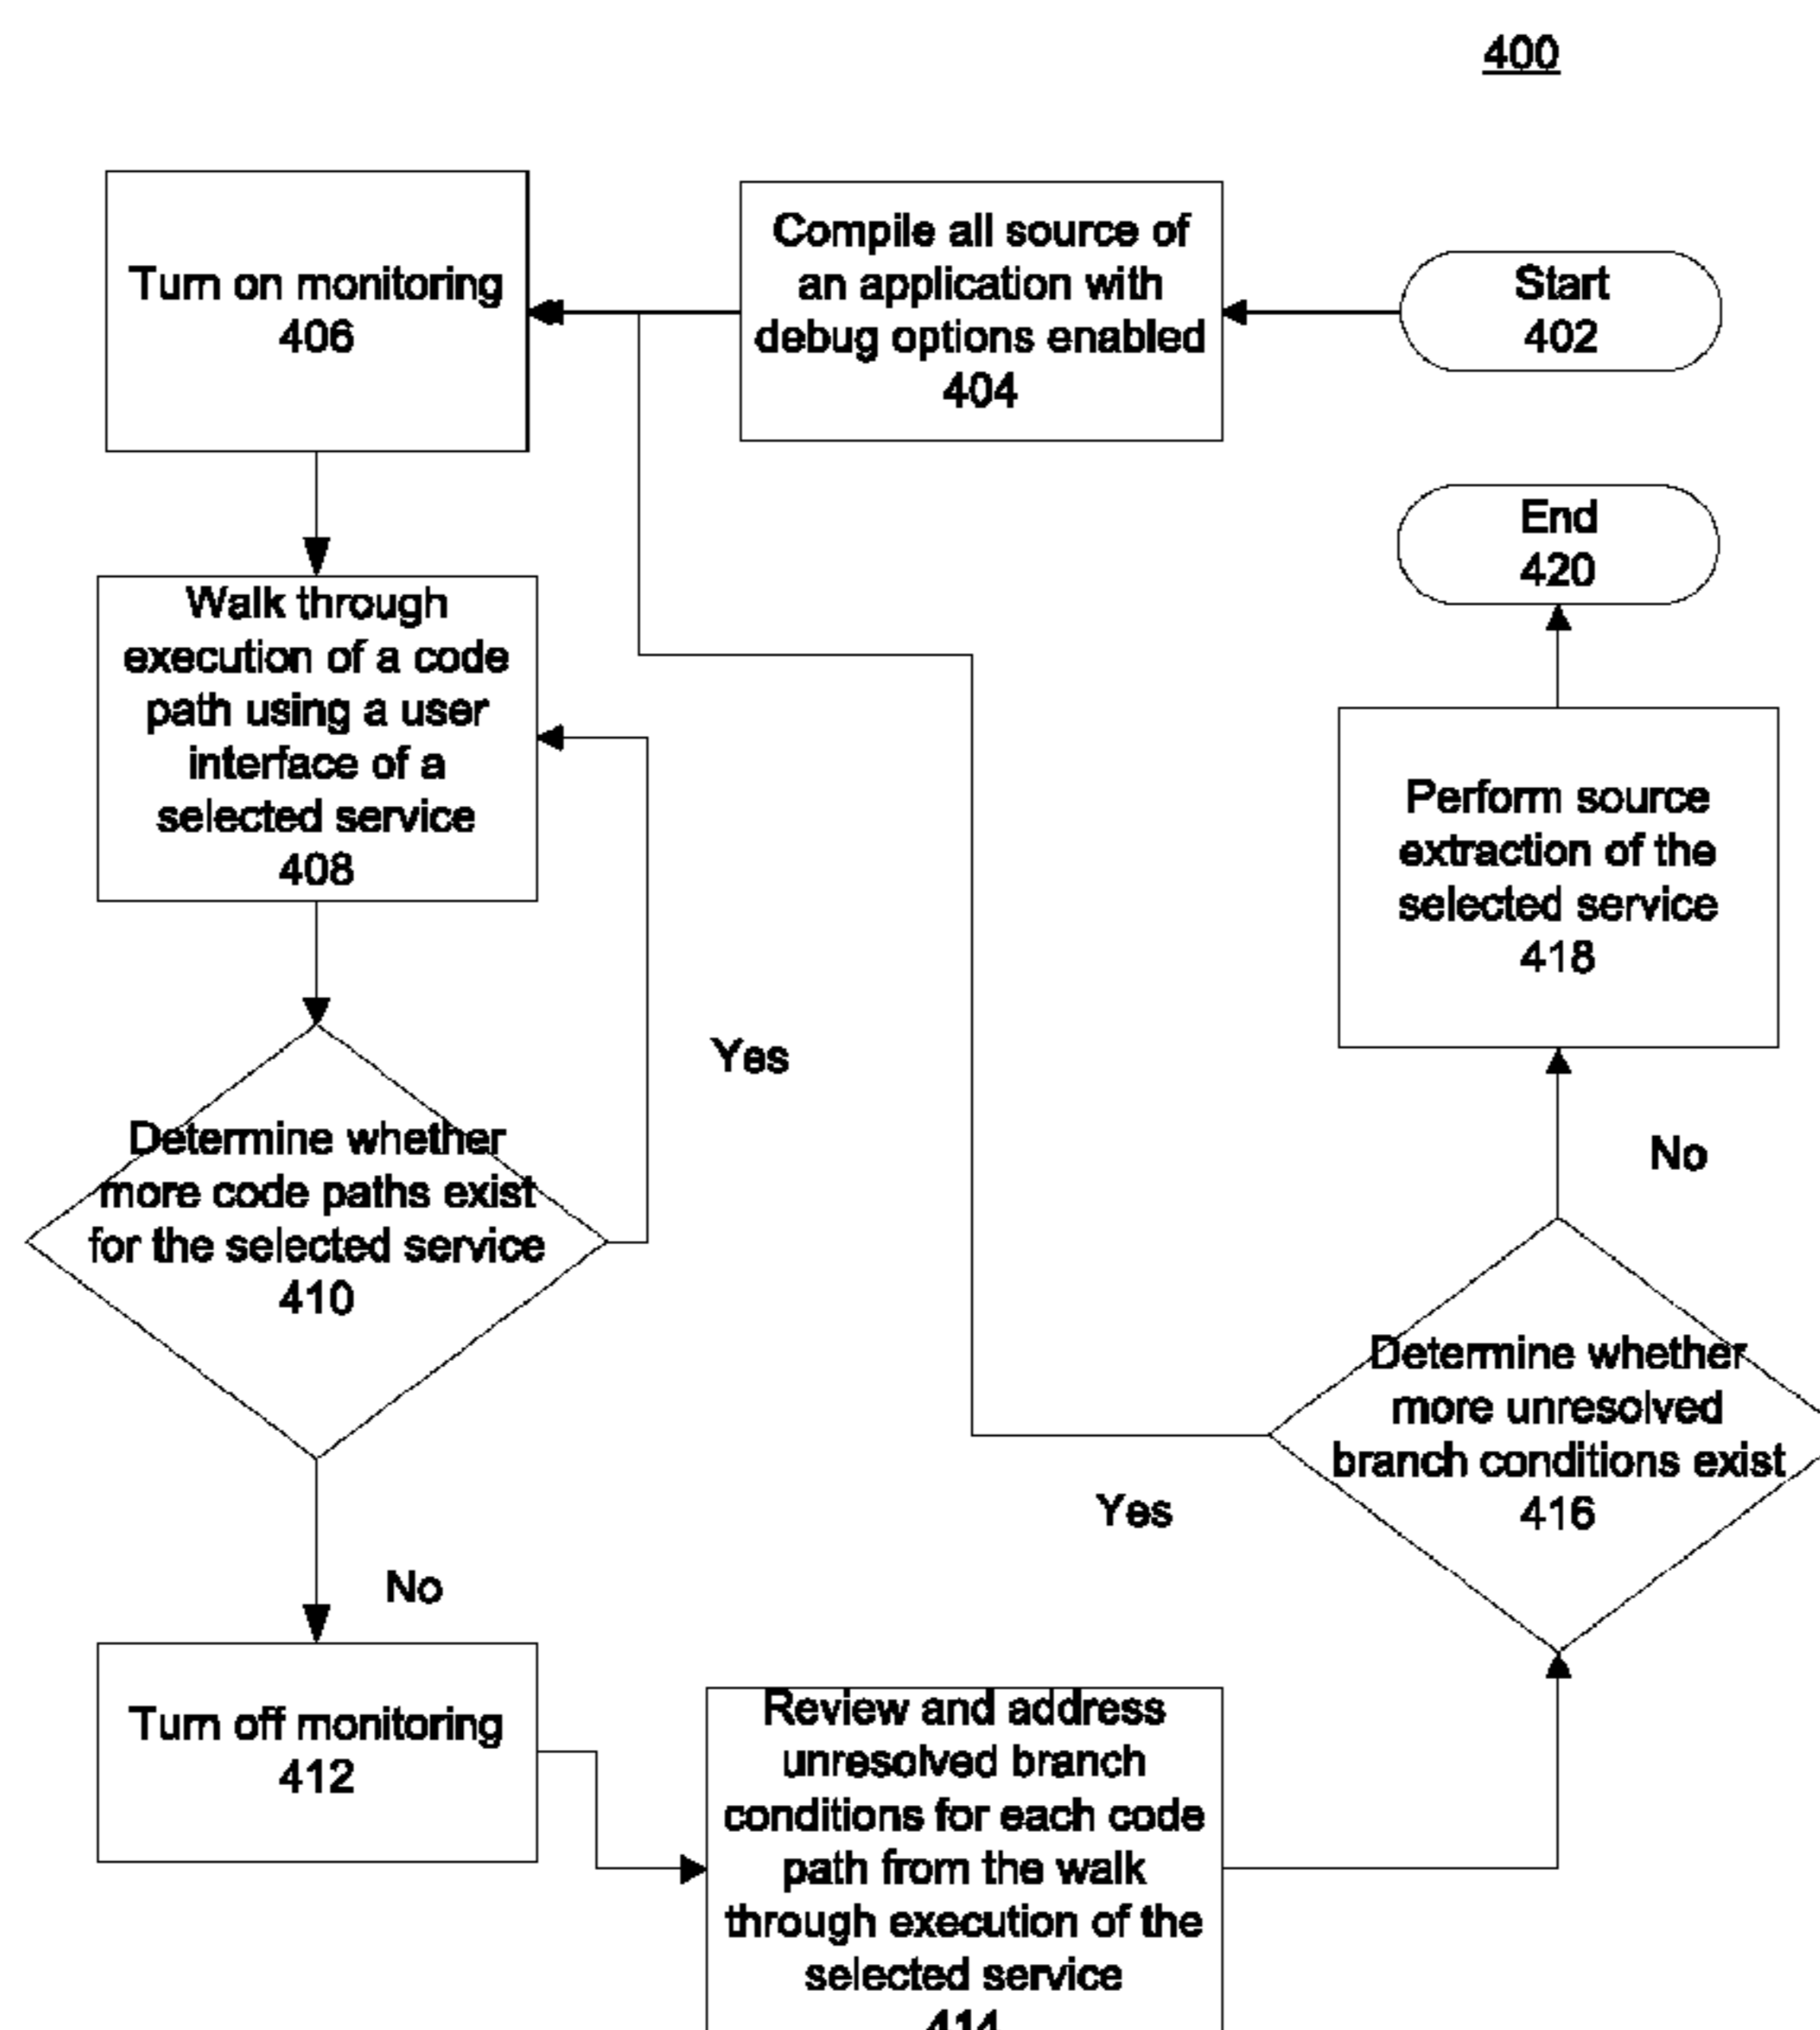 400
Start
402
Compile all source of
an application with
debug options enabled
404
Turn on monitoring
406
Walk through
execution of a code
path using a user
interface of a
selected service
408
Yes
Determine whether
more code paths exist
for the selected service
410
No
Turn off monitoring
412
Review and address
unresolved branch
conditions for each code
path from the walk
through execution of the
selected service
414
Determine whether
more unresolved
branch conditions exist
416
Yes
No
Perform source
extraction of the
selected service
418
End
420